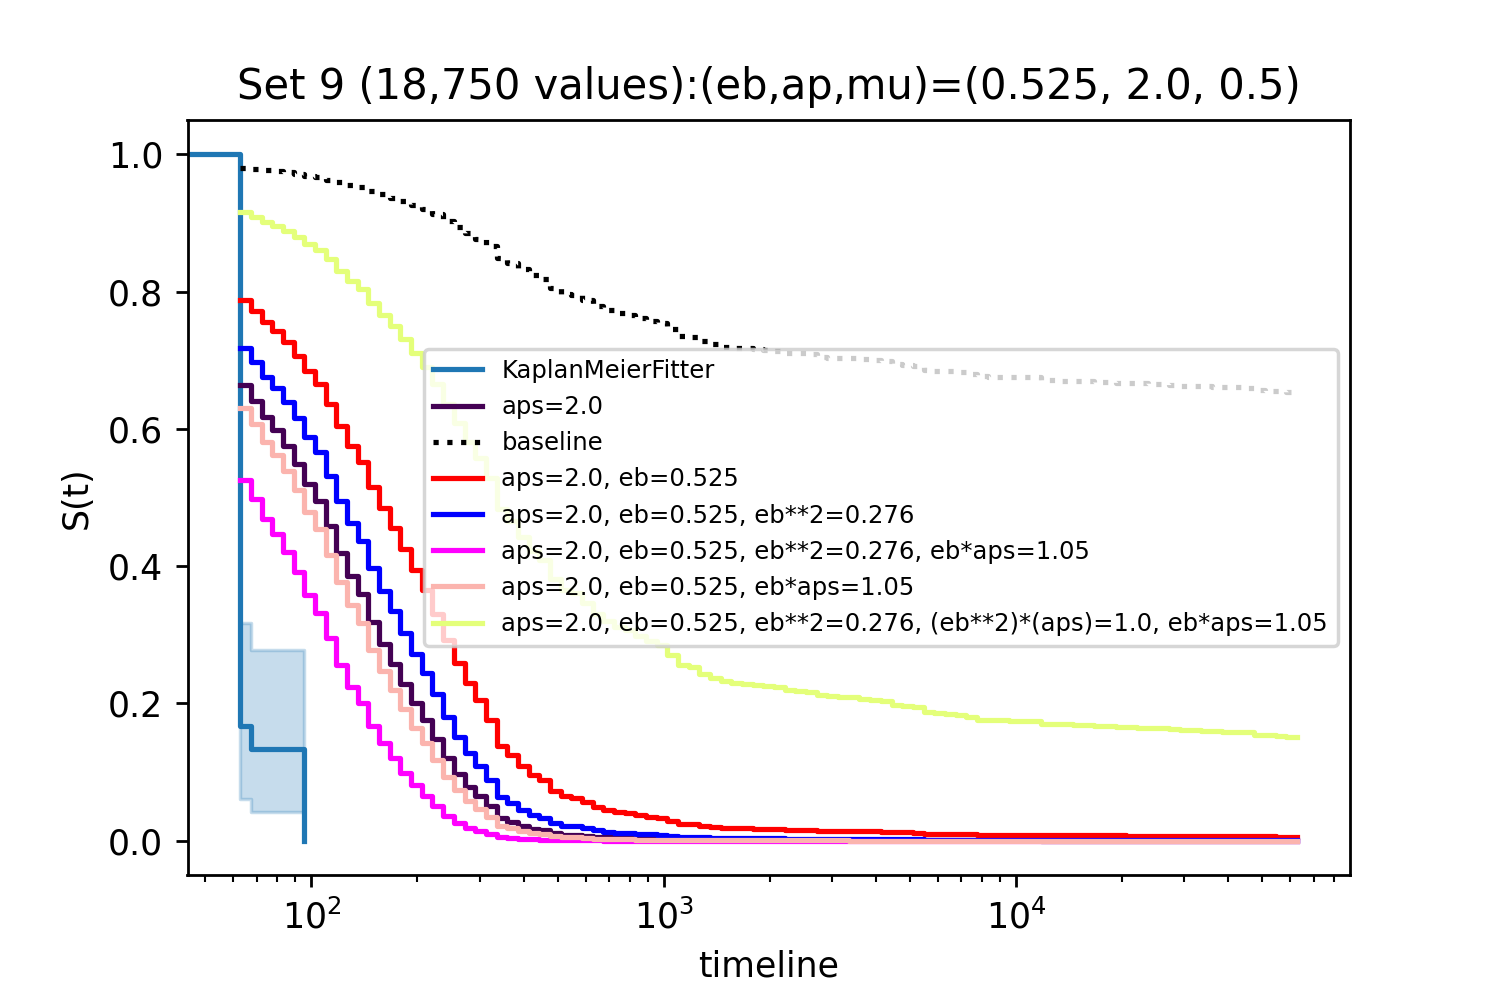 Set 9 (18,750 values):(eb,ap,mu)=(0.525, 2.0, 0.5)
1.0
0.8
0.6
0.4
0.2
0.0
S(t)
KaplanMeierFitter
aps=2.0
baseline
aps=2.0, eb=0.525
aps=2.0, eb=0.525, eb**2=0.276
aps=2.0, eb=0.525, eb**2=0.276, eb*aps=1.05
aps=2.0, eb=0.525, eb*aps=1.05
aps=2.0, eb=0.525, eb**2=0.276, (eb**2)*(aps)=1.0, eb*aps=1.05
10² 10³ 10⁴
timeline